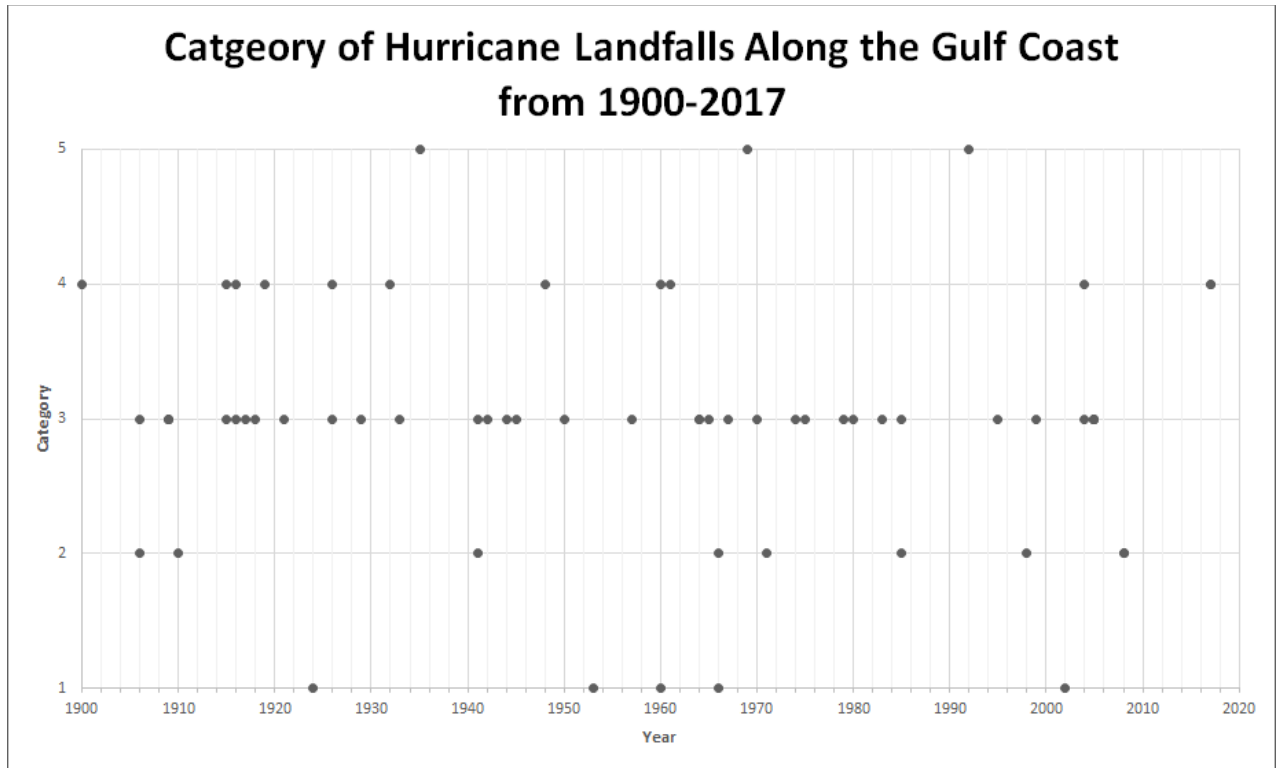 Catgeory of Hurricane Landfalls Along the Gulf Coast
from 1900-2017
5
4
3
2
1
Category
1900 1910 1920 1930 1940 1950 1960 1970 1980 1990 2000 2010 2020
Year